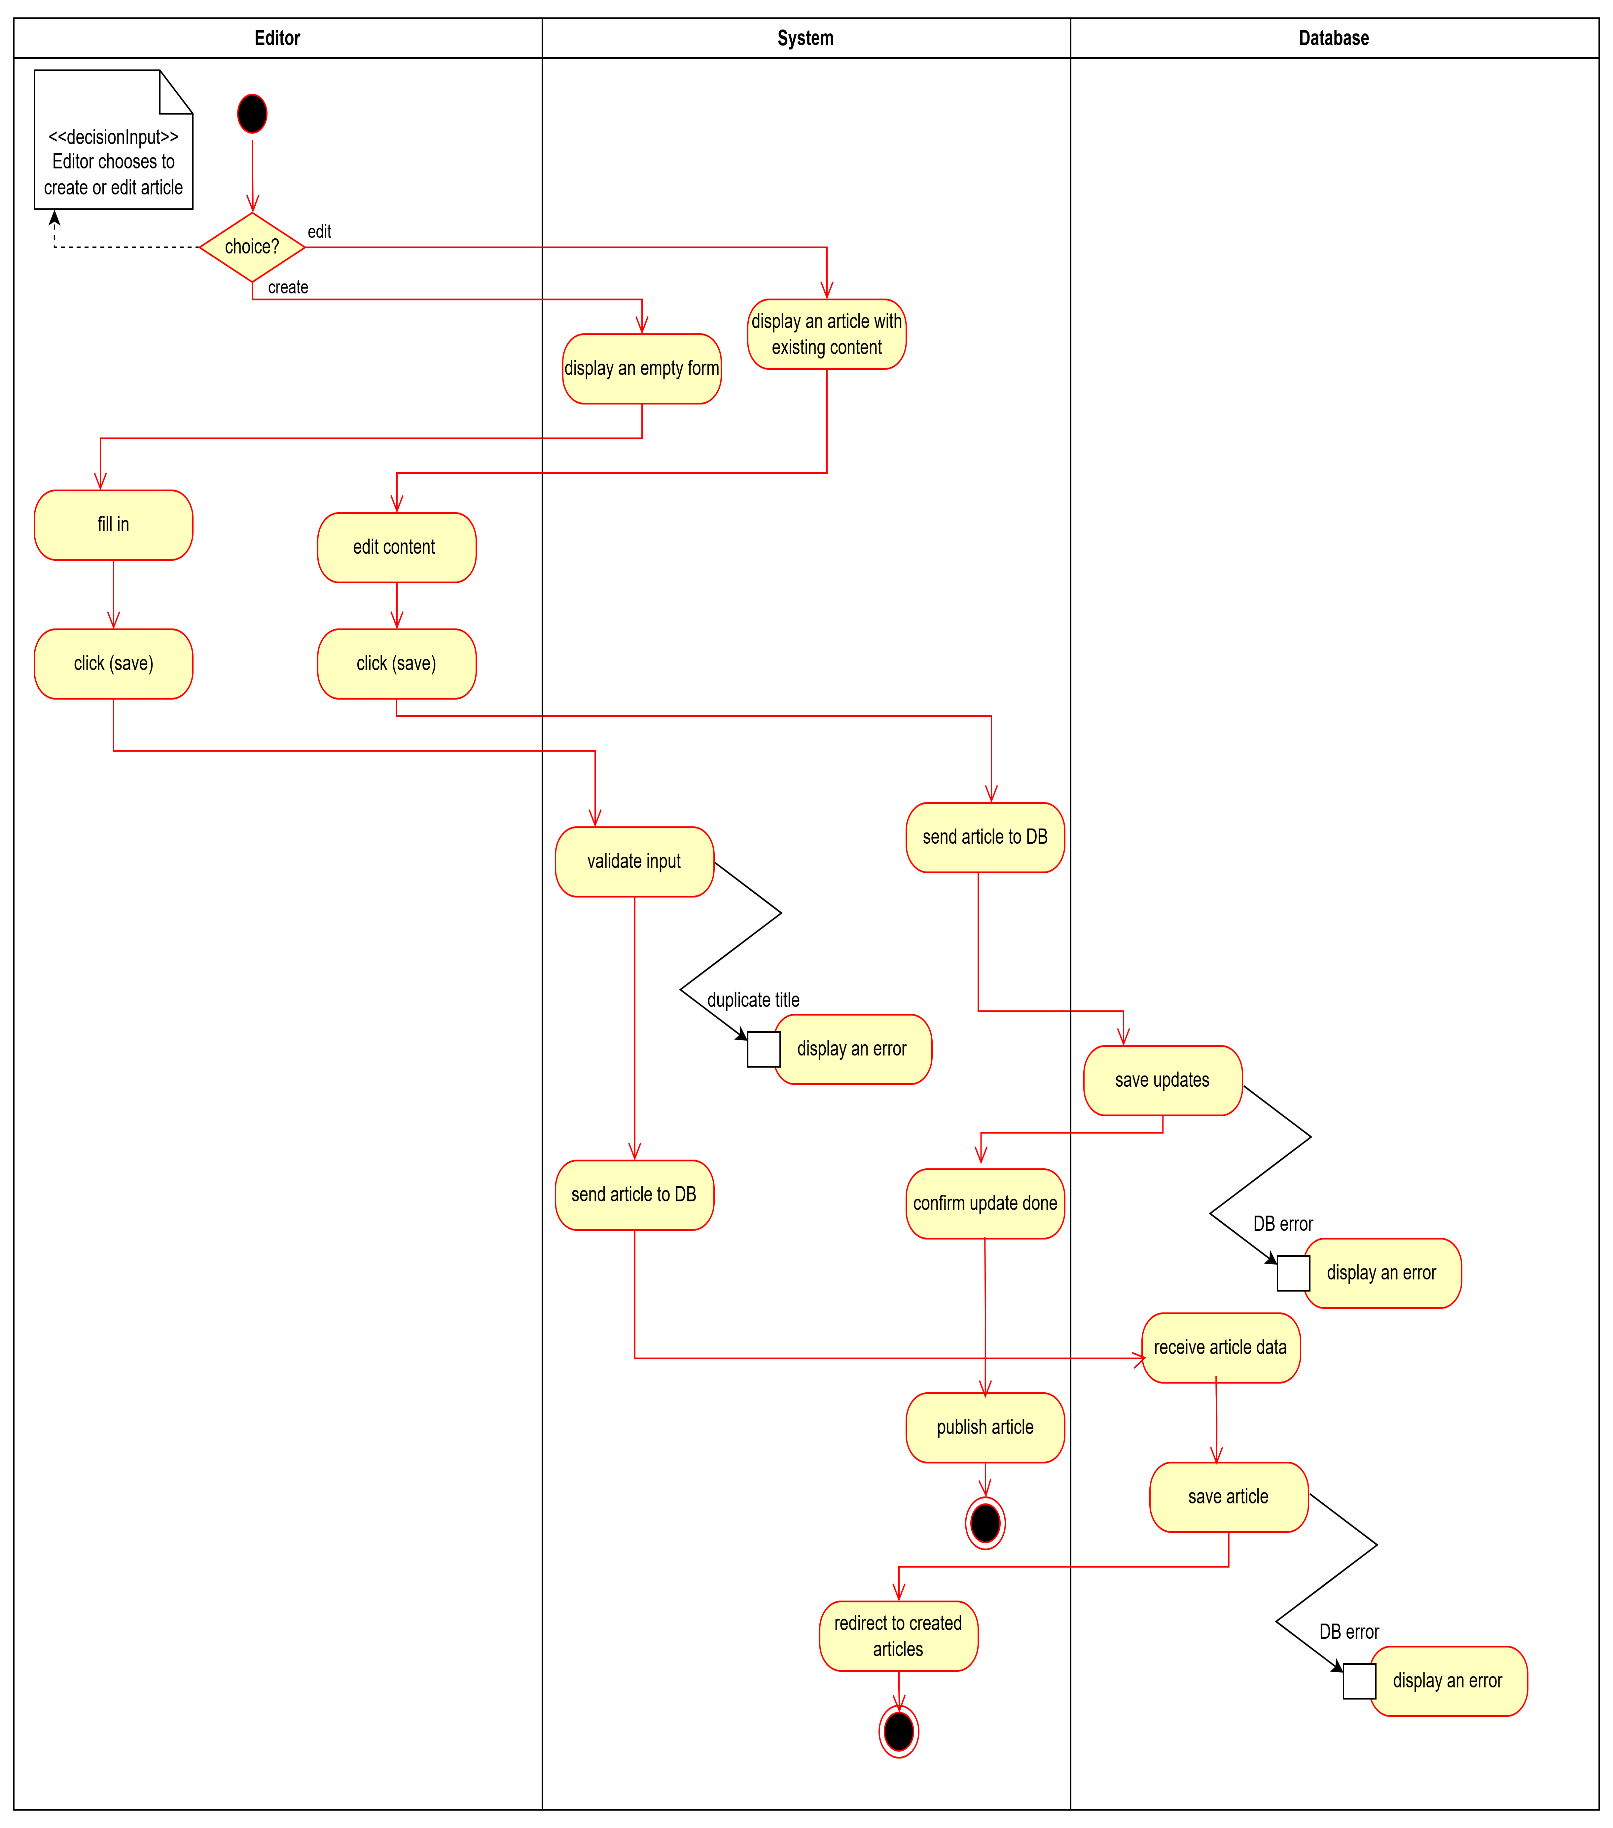 Editor
System
Database
<<decisionInput>>
Editor chooses to
create or edit article
choice?
edit
create
display an article with
existing content
display an empty form
fill in
edit content
click (save)
click (save)
send article to DB
validate input
duplicate title
display an error
save updates
send article to DB
confirm update done
DB error
display an error
receive article data
publish article
save article
redirect to created
articles
DB error
display an error